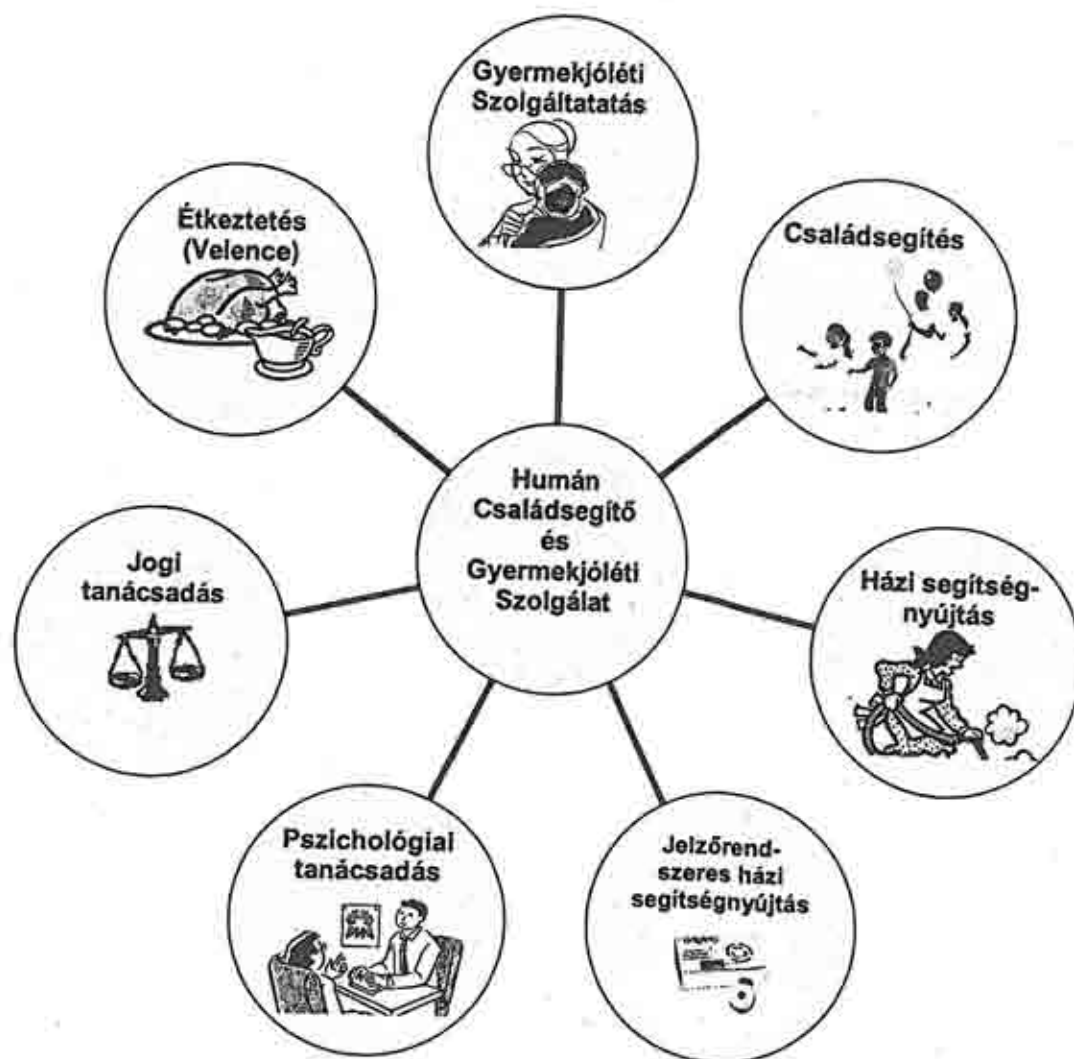 Gyermekjóléti
Szolgáltatatás
Családsegítés
Házi segítség-
nyújtás
Jelzőrend-
szeres házi
segítségnyújtás
Pszichológiai
tanácsadás
Jogi
tanácsadás
Étkeztetés
(Velence)
Humán
Családsegítő
és
Gyermekjóléti
Szolgálat